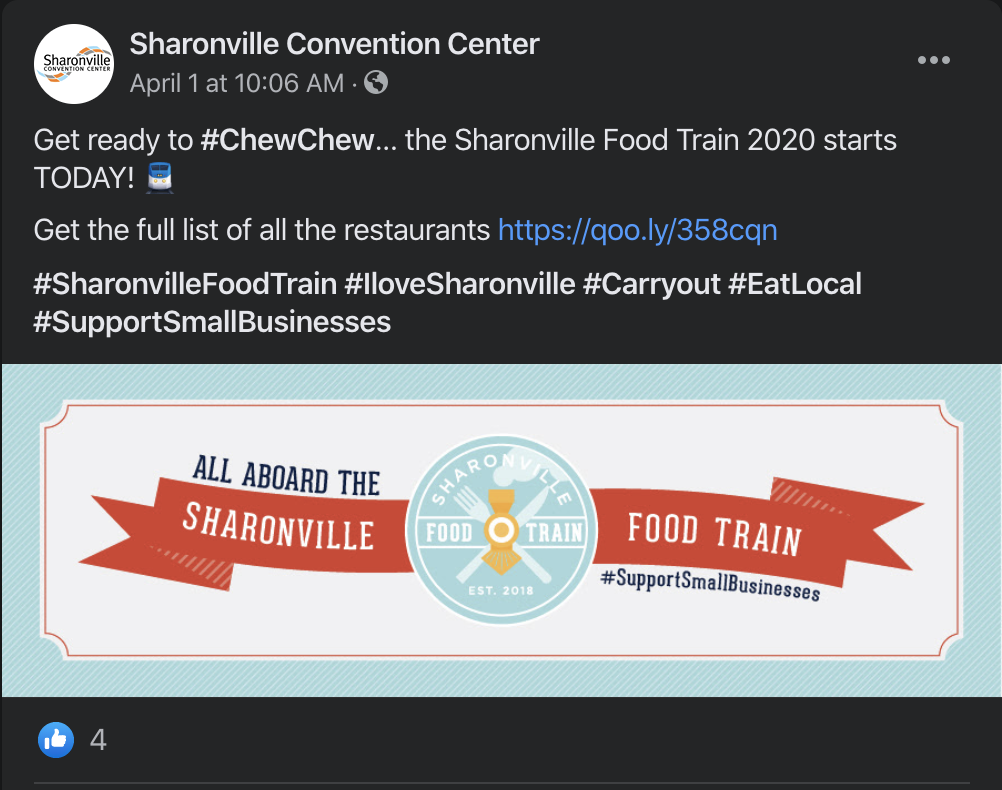 Sharonville
CONVENTION CENTER
Sharonville Convention Center
April 1 at 10:06 AM ·
Get ready to #ChewChew... the Sharonville Food Train 2020 starts
TODAY! 🚆
Get the full list of all the restaurants https://qoo.ly/358cqn
#SharonvilleFoodTrain #IloveSharonville #Carryout #EatLocal
#SupportSmallBusinesses
ALL ABOARD THE
SHARONVILLE
SHARONVILLE
FOOD TRAIN
EST. 2018
FOOD TRAIN
#SupportSmallBusinesses
4